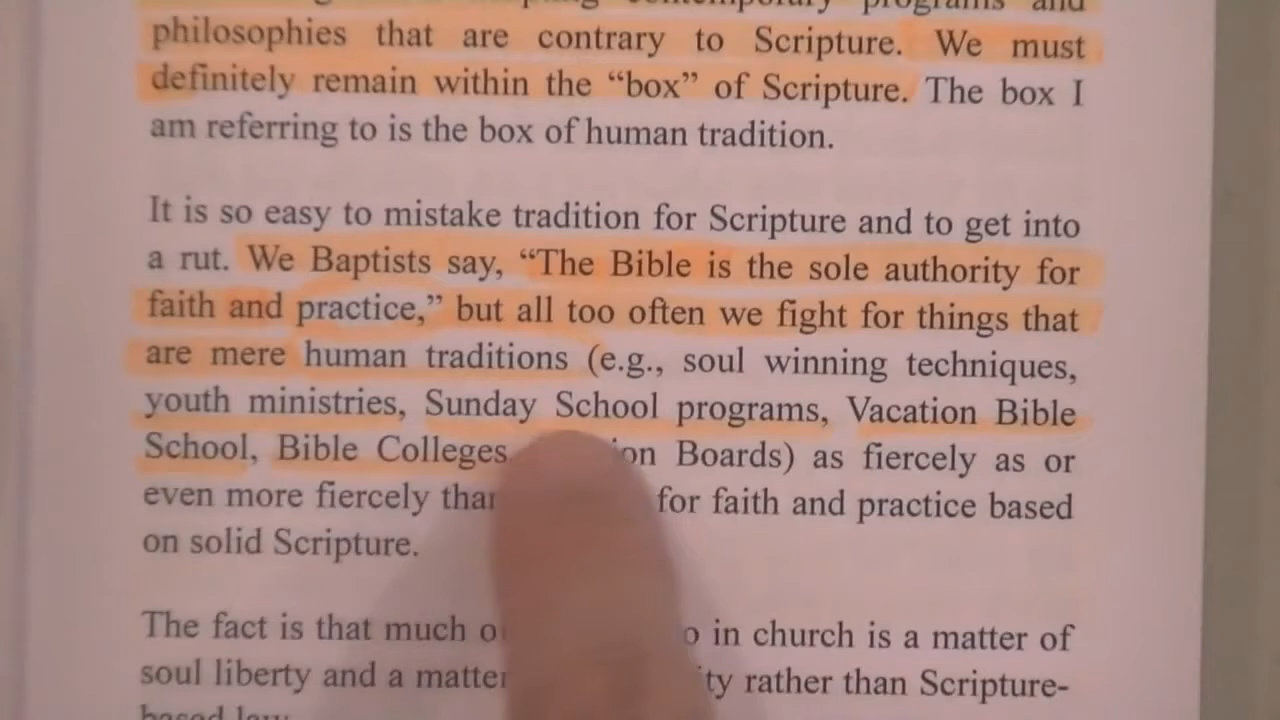 contemporary programs and
philosophies that are contrary to Scripture. We must
definitely remain within the “box” of Scripture. The box I
am referring to is the box of human tradition.
It is so easy to mistake tradition for Scripture and to get into
a rut. We Baptists say, “The Bible is the sole authority for
faith and practice,” but all too often we fight for things that
are mere human traditions (e.g., soul winning techniques,
youth ministries, Sunday School programs, Vacation Bible
School, Bible Colleges, Boards) as fiercely as or
even more fiercely for faith and practice based
on solid Scripture.
The fact is that much in church is a matter of
soul liberty and a matter rather than Scripture-
based law